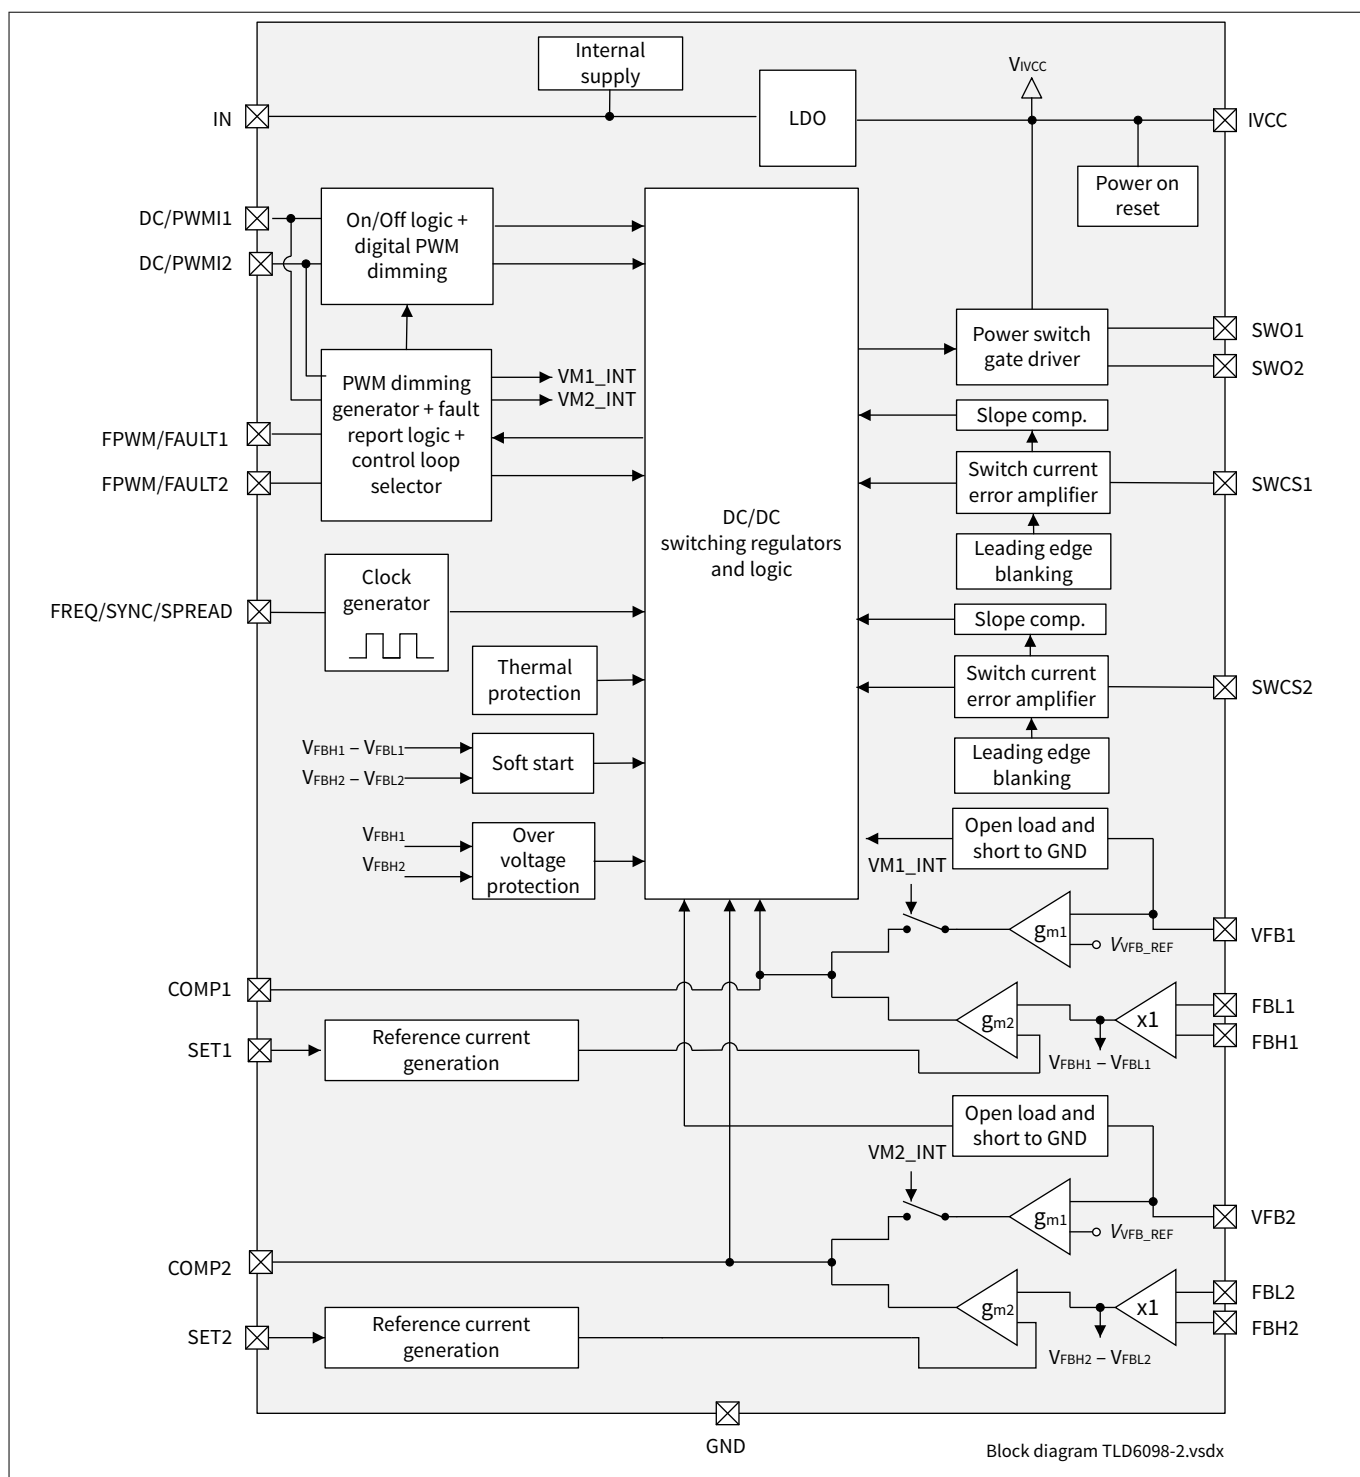 Internal
supply
VIVCC
IN
LDO
IVCC
Power on
reset
DC/PWMI1
On/Off logic +
digital PWM
dimming
DC/PWMI2
Power switch
gate driver
SWO1
SWO2
PWM dimming
generator + fault
report logic +
control loop
selector
VM1_INT
VM2_INT
FPWM/FAULT1
FPWM/FAULT2
Slope comp.
Switch current
error amplifier
SWCS1
Leading edge
blanking
DC/DC
switching regulators
and logic
Clock
generator
FREQ/SYNC/SPREAD
Slope comp.
Switch current
error amplifier
SWCS2
Leading edge
blanking
Thermal
protection
VFBH1 – VFBL1
VFBH2 – VFBL2
Soft start
VFBH1
VFBH2
Over
voltage
protection
Open load and
short to GND
VM1_INT
gm1
VVFB_REF
VFB1
COMP1
gm2
x1
FBL1
FBH1
VFBH1 – VFBL1
SET1
Reference current
generation
Open load and
short to GND
VM2_INT
gm1
VVFB_REF
VFB2
COMP2
gm2
x1
FBL2
FBH2
VFBH2 – VFBL2
SET2
Reference current
generation
GND
Block diagram TLD6098-2.vsdx